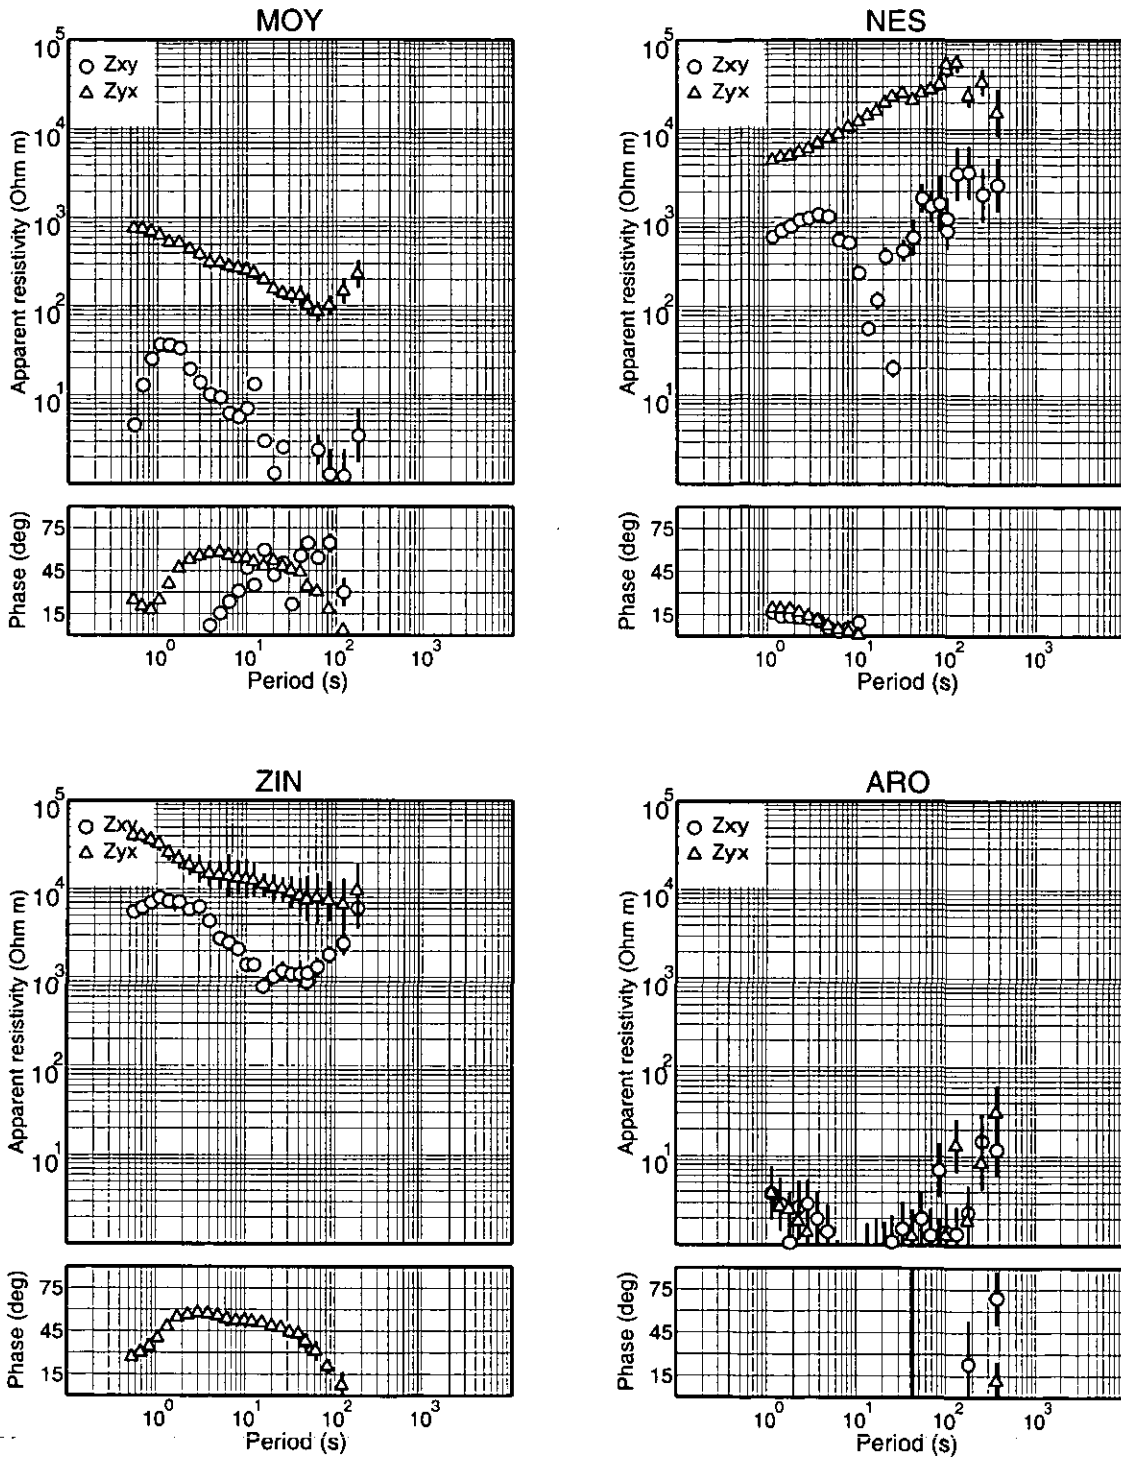 MOY
10^5
○ Zxy
△ Zyx
10^4
10^3
10^2
10^1
Apparent resistivity (Ohm m)
75
45
15
Phase (deg)
10^0 10^1 10^2 10^3
Period (s)
NES
10^5
○ Zxy
△ Zyx
10^4
10^3
10^2
10^1
Apparent resistivity (Ohm m)
75
45
15
Phase (deg)
10^0 10^1 10^2 10^3
Period (s)
ZIN
10^5
○ Zxy
△ Zyx
10^4
10^3
10^2
10^1
Apparent resistivity (Ohm m)
75
45
15
Phase (deg)
10^0 10^1 10^2 10^3
Period (s)
ARO
10^5
○ Zxy
△ Zyx
10^4
10^3
10^2
10^1
Apparent resistivity (Ohm m)
75
45
15
Phase (deg)
10^0 10^1 10^2 10^3
Period (s)